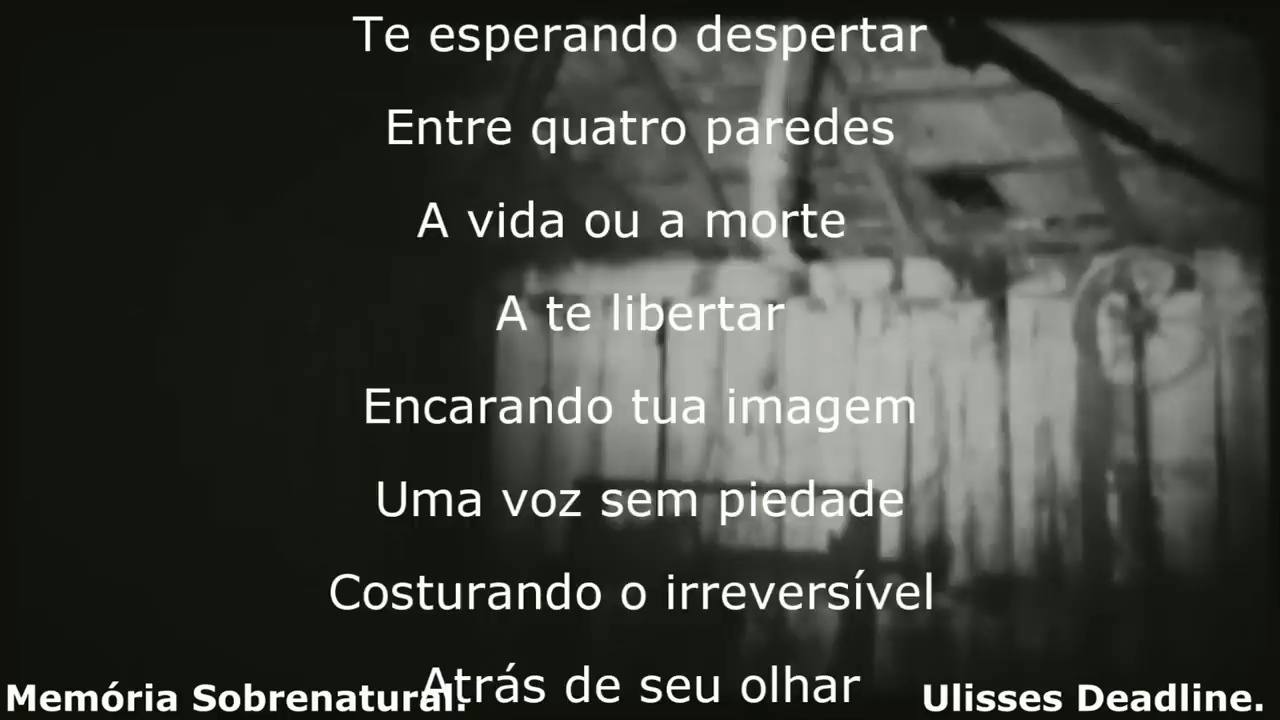 Te esperando despertar
Entre quatro paredes
A vida ou a morte
A te libertar
Encarando tua imagem
Uma voz sem piedade
Costurando o irreversível
Atrás de seu olhar
Memória Sobrenatural.
Ulisses Deadline.